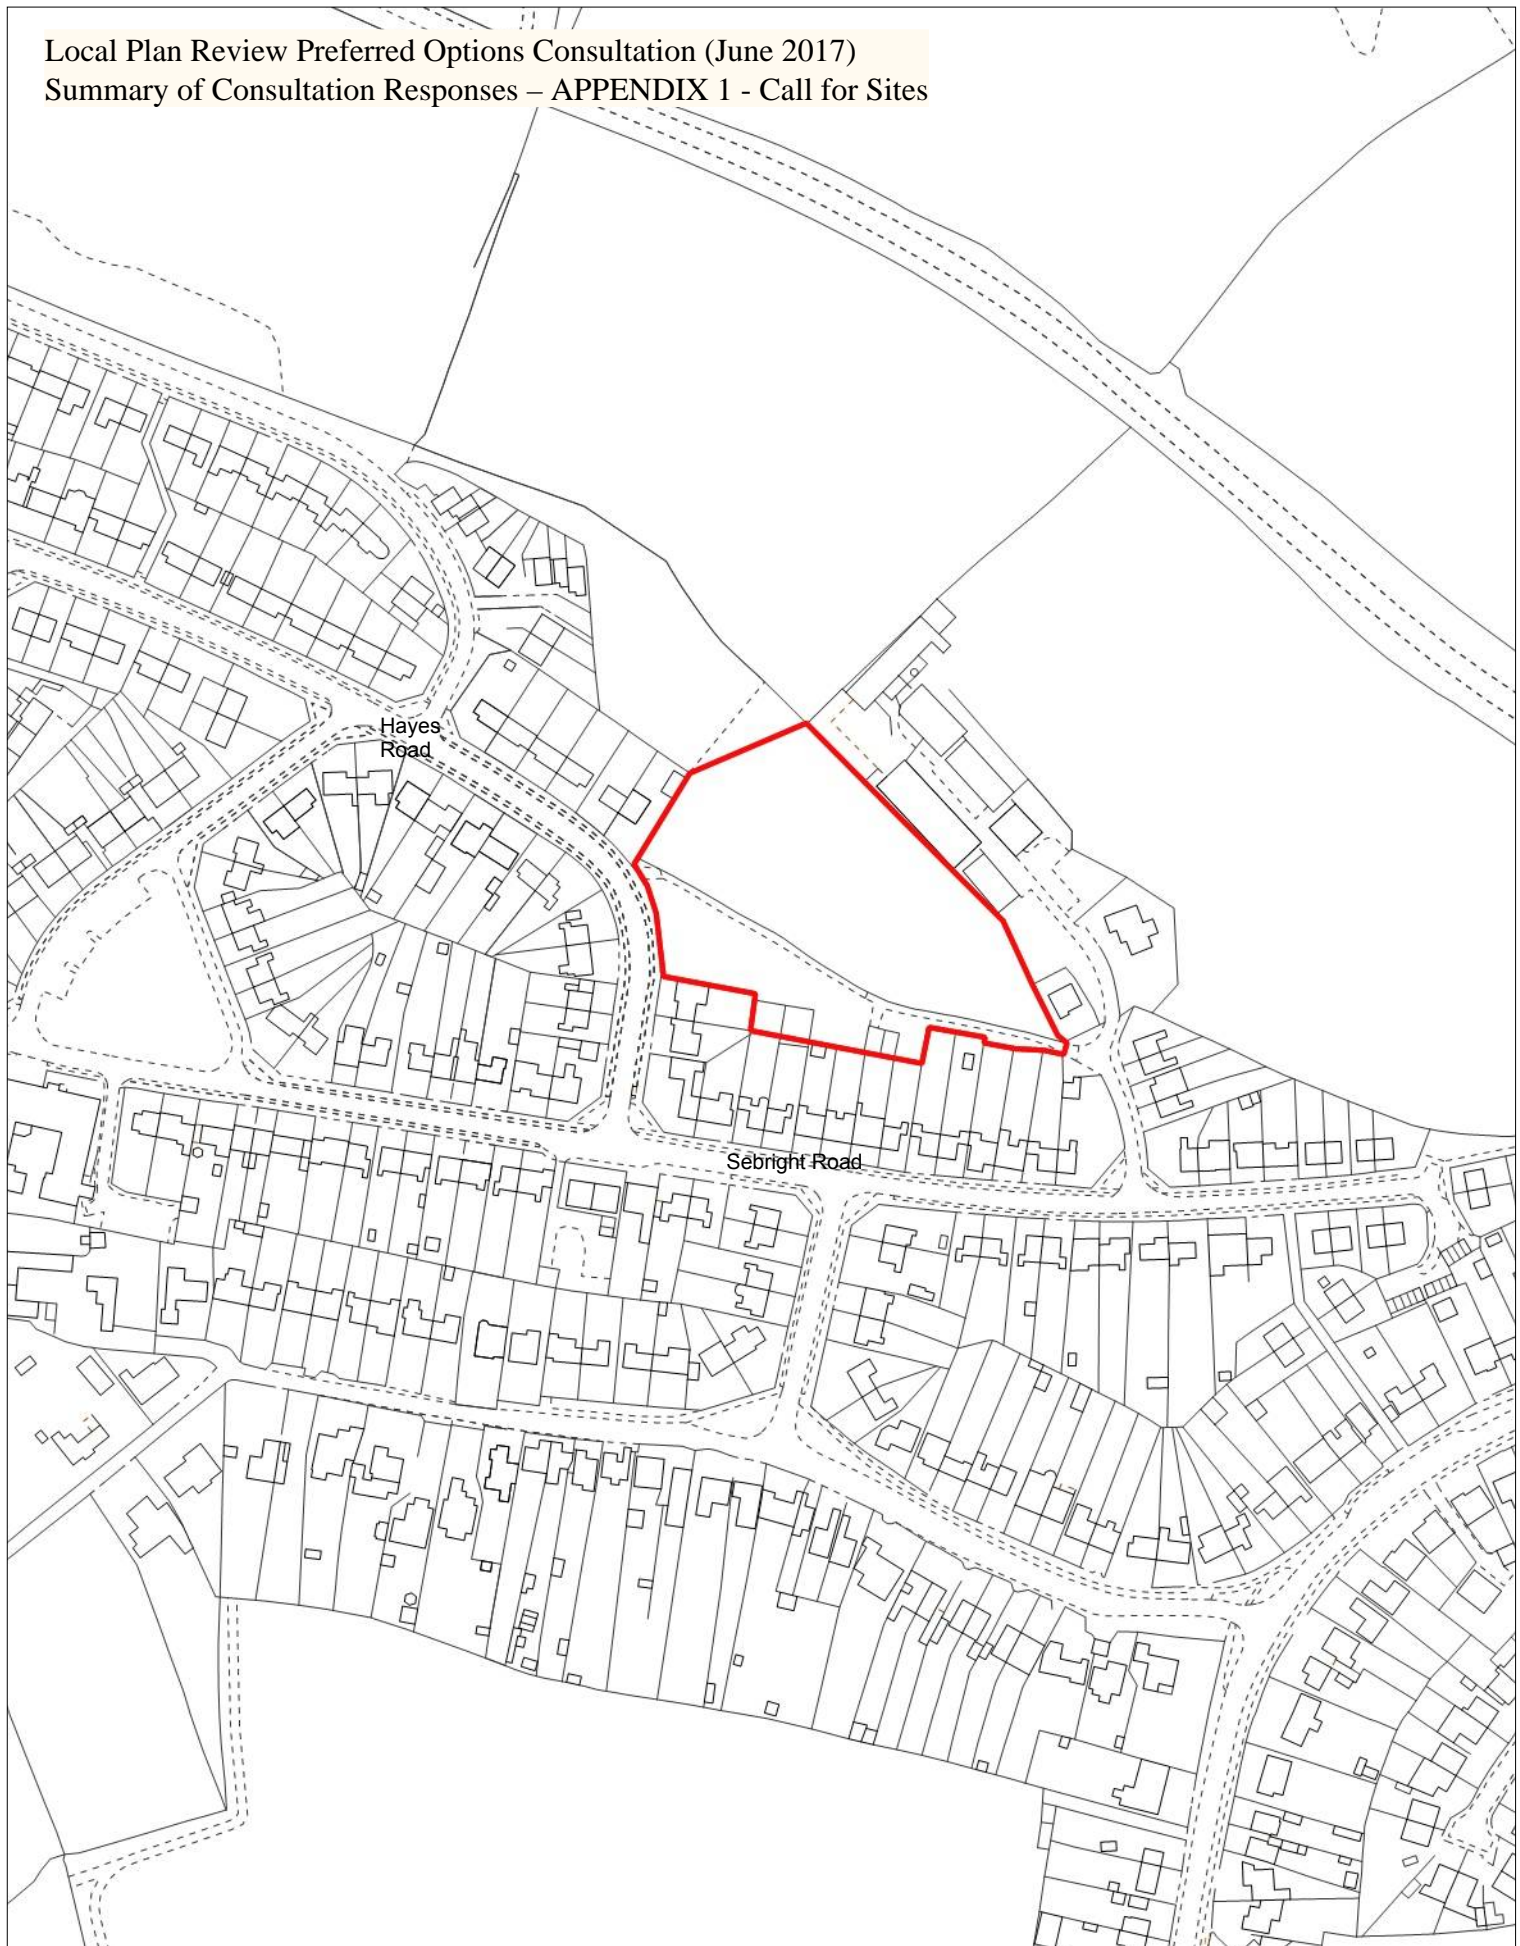 Local Plan Review Preferred Options Consultation (June 2017)
Summary of Consultation Responses – APPENDIX 1 - Call for Sites
Hayes
Road
Sebright Road